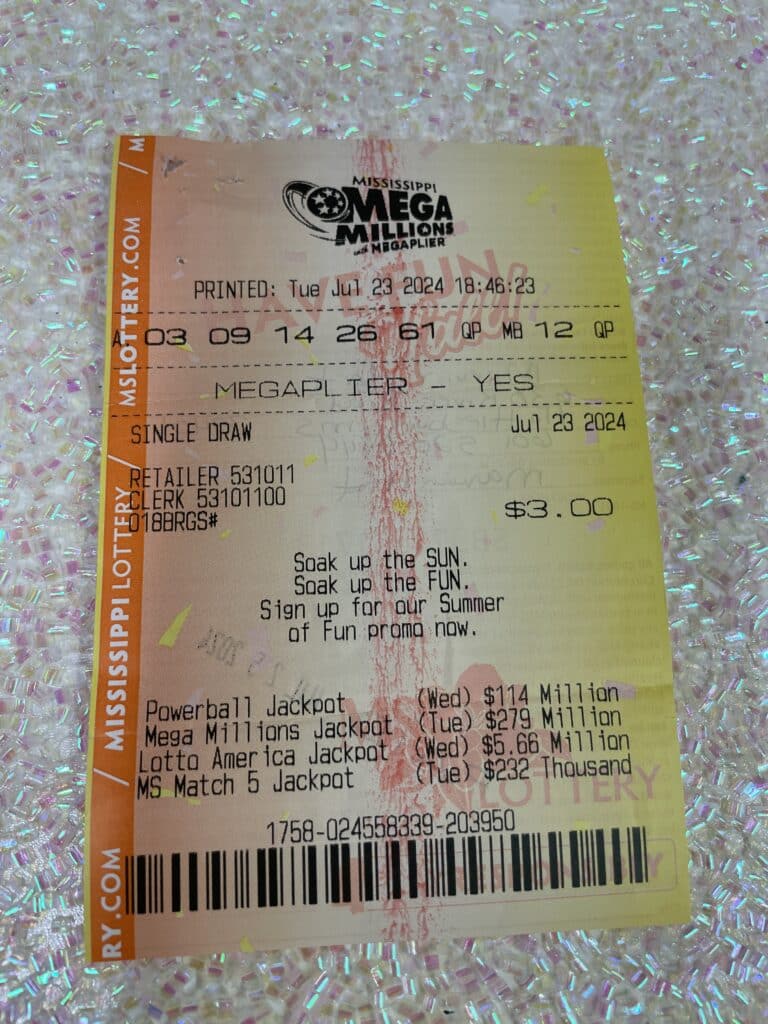 MISSISSIPPI
MEGA
MILLIONS
with MEGAPLIER
PRINTED: Tue Jul 23 2024 18:46:23
A 03 09 14 26 61 QP MB 12 QP
MEGAPLIER - YES
SINGLE DRAW Jul 23 2024
RETAILER 531011
CLERK 53101100
018BRGS#
$3.00
Soak up the SUN.
Soak up the FUN.
Sign up for our Summer
of Fun promo now.
Powerball Jackpot (Wed) $114 Million
Mega Millions Jackpot (Tue) $279 Million
Lotto America Jackpot (Wed) $5.66 Million
MS Match 5 Jackpot (Tue) $232 Thousand
1758-024558339-203950
MSLOTTERY.COM
/ MISSISSIPPI LOTTERY /
RY.COM
HAVE FUN
LOTTERY